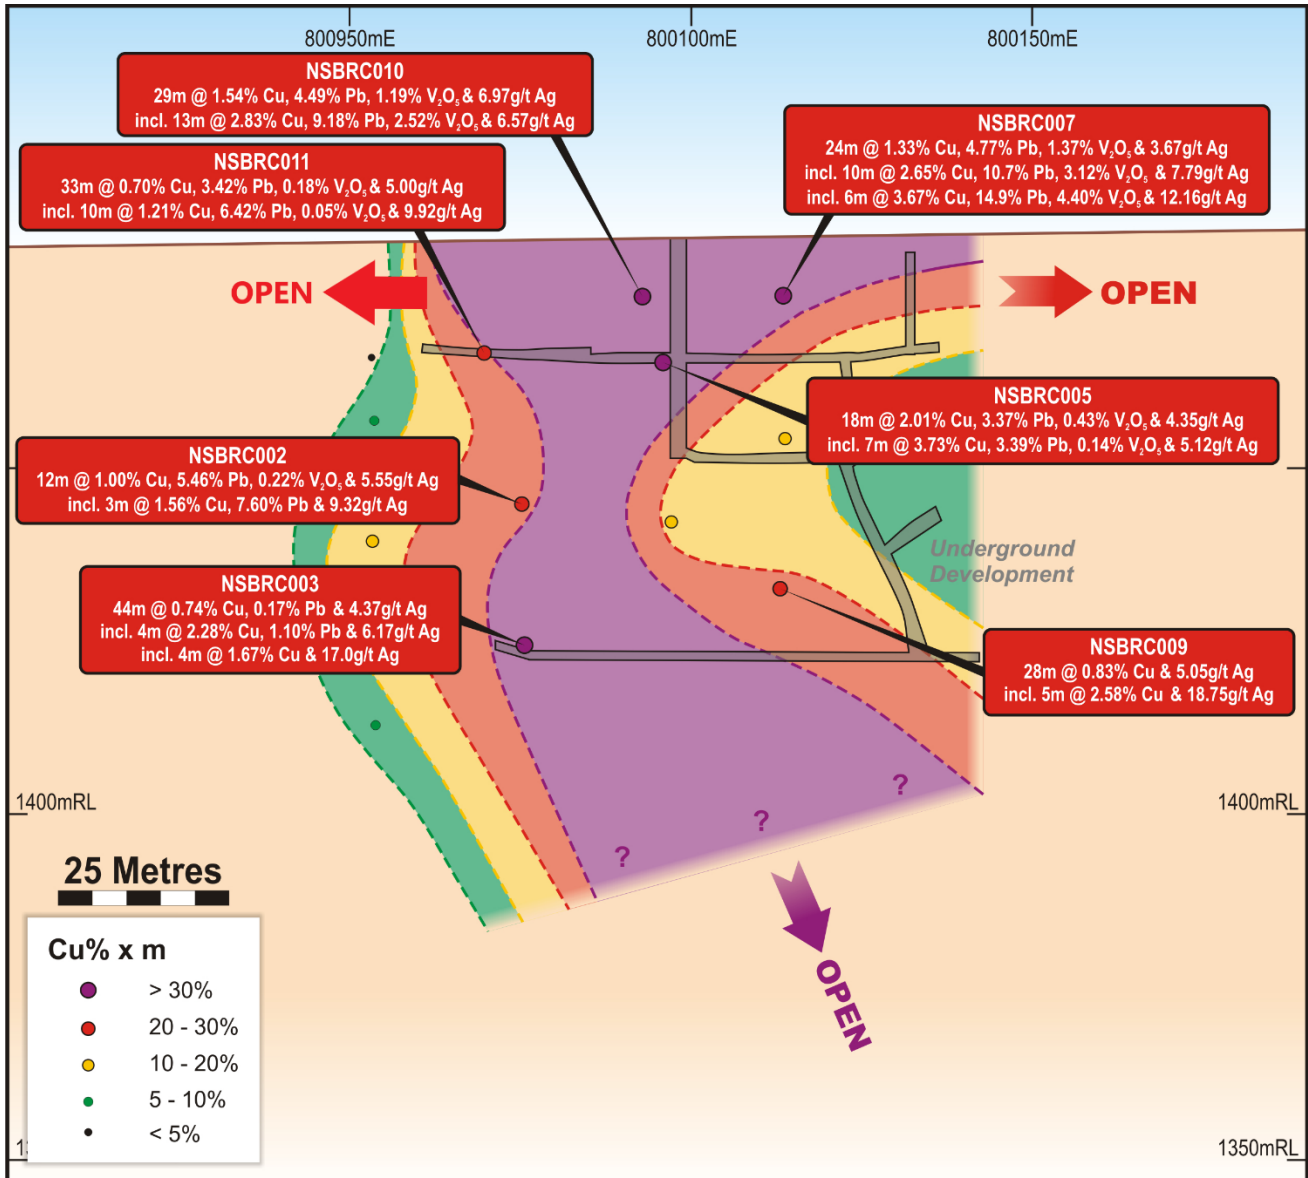 800950mE
800100mE
800150mE
NSBRC010
29m @ 1.54% Cu, 4.49% Pb, 1.19% V₂O₅ & 6.97g/t Ag
incl. 13m @ 2.83% Cu, 9.18% Pb, 2.52% V₂O₅ & 6.57g/t Ag
NSBRC007
24m @ 1.33% Cu, 4.77% Pb, 1.37% V₂O₅ & 3.67g/t Ag
incl. 10m @ 2.65% Cu, 10.7% Pb, 3.12% V₂O₅ & 7.79g/t Ag
incl. 6m @ 3.67% Cu, 14.9% Pb, 4.40% V₂O₅ & 12.16g/t Ag
NSBRC011
33m @ 0.70% Cu, 3.42% Pb, 0.18% V₂O₅ & 5.00g/t Ag
incl. 10m @ 1.21% Cu, 6.42% Pb, 0.05% V₂O₅ & 9.92g/t Ag
OPEN
OPEN
NSBRC005
18m @ 2.01% Cu, 3.37% Pb, 0.43% V₂O₅ & 4.35g/t Ag
incl. 7m @ 3.73% Cu, 3.39% Pb, 0.14% V₂O₅ & 5.12g/t Ag
NSBRC002
12m @ 1.00% Cu, 5.46% Pb, 0.22% V₂O₅ & 5.55g/t Ag
incl. 3m @ 1.56% Cu, 7.60% Pb & 9.32g/t Ag
Underground
Development
NSBRC003
44m @ 0.74% Cu, 0.17% Pb & 4.37g/t Ag
incl. 4m @ 2.28% Cu, 1.10% Pb & 6.17g/t Ag
incl. 4m @ 1.67% Cu & 17.0g/t Ag
NSBRC009
28m @ 0.83% Cu & 5.05g/t Ag
incl. 5m @ 2.58% Cu & 18.75g/t Ag
?
?
?
1400mRL
1400mRL
25 Metres
OPEN
Cu% x m
> 30%
20 - 30%
10 - 20%
5 - 10%
< 5%
1350mRL